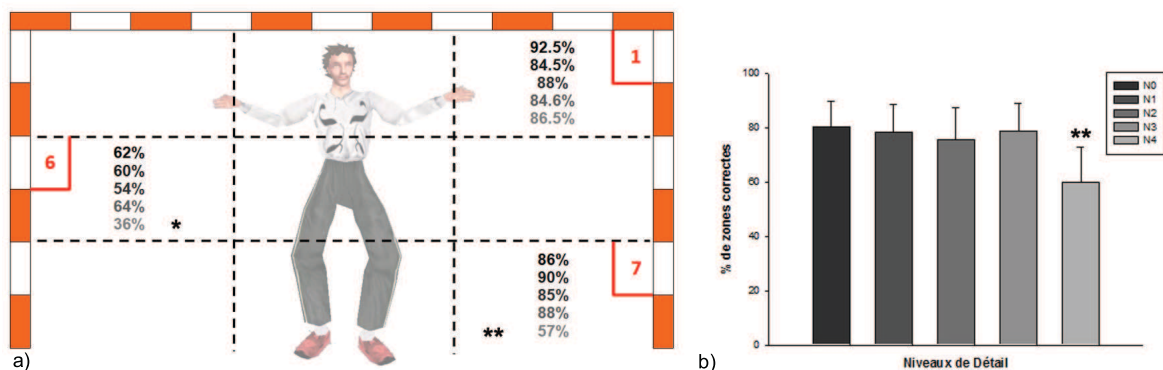 92.5%
84.5%
88%
84.6%
86.5%
1
6
62%
60%
54%
64%
36% *
86%
90%
85%
88%
57%
**
7
a)
% de zones correctes
100
80
60
40
20
0
**
N0
N1
N2
N3
N4
Niveaux de Détail
b)